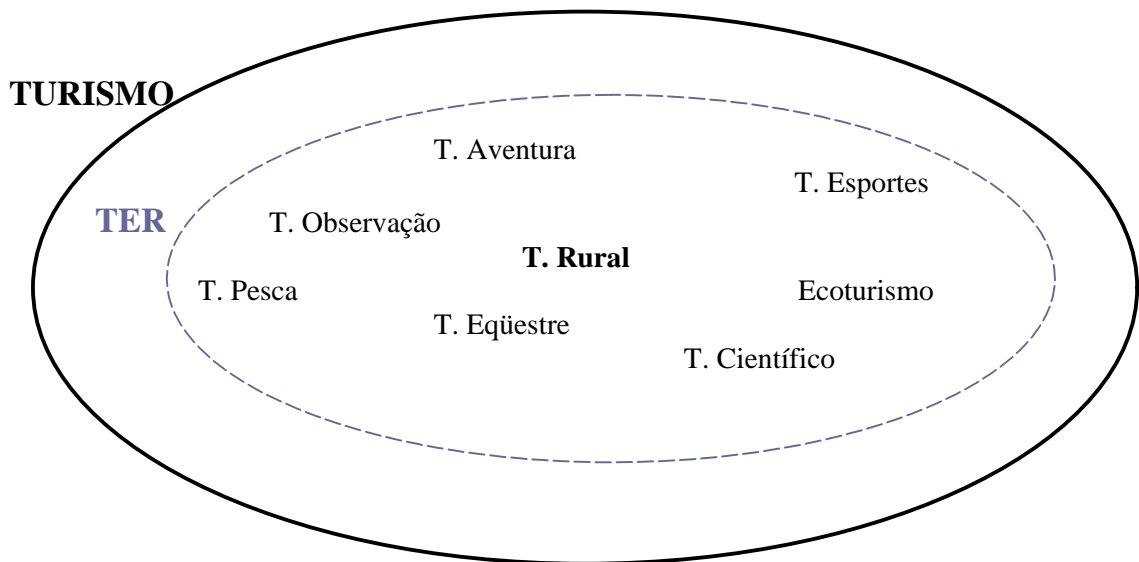 TURISMO
T. Aventura
T. Esportes
TER
T. Observação
T. Rural
T. Pesca
Ecoturismo
T. Eqüestre
T. Científico